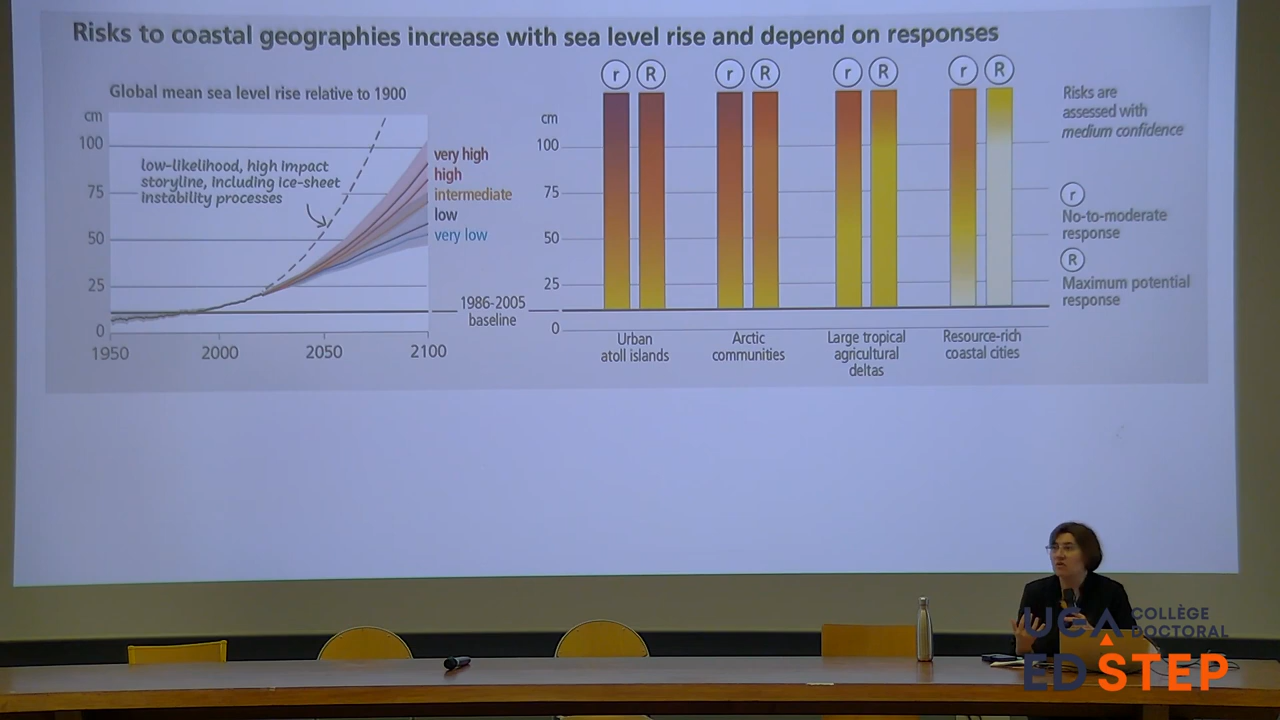 Risks to coastal geographies increase with sea level rise and depend on responses
Global mean sea level rise relative to 1900
cm
100
75
50
25
0
1950
2000
2050
2100
low-likelihood, high impact
storyline, including ice-sheet
instability processes
very high
high
intermediate
low
very low
1986-2005
baseline
cm
100
75
50
25
0
r
R
r
R
r
R
r
R
Urban
atoll islands
Arctic
communities
Large tropical
agricultural
deltas
Resource-rich
coastal cities
Risks are
assessed with
medium confidence
r
No-to-moderate
response
R
Maximum potential
response
UGA
COLLÈGE
DOCTORAL
ED STEP